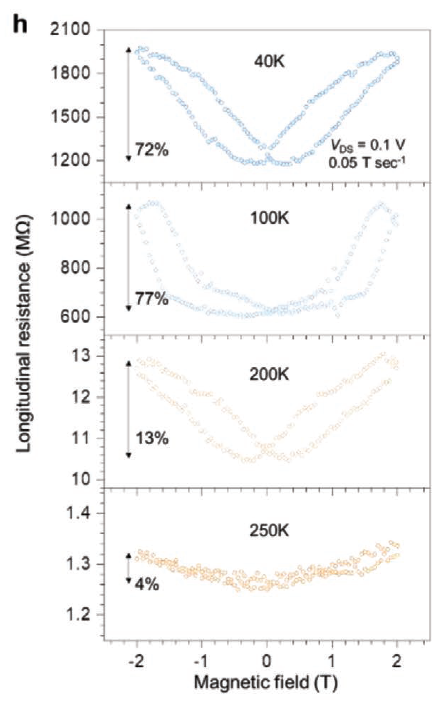 h
2100
1800
1500
1200
40K
72%
V_DS = 0.1 V
0.05 T sec⁻¹
1000
800
600
100K
77%
13
12
11
10
200K
13%
1.4
1.3
1.2
250K
4%
-2 -1 0 1 2
Magnetic field (T)
Longitudinal resistance (MΩ)